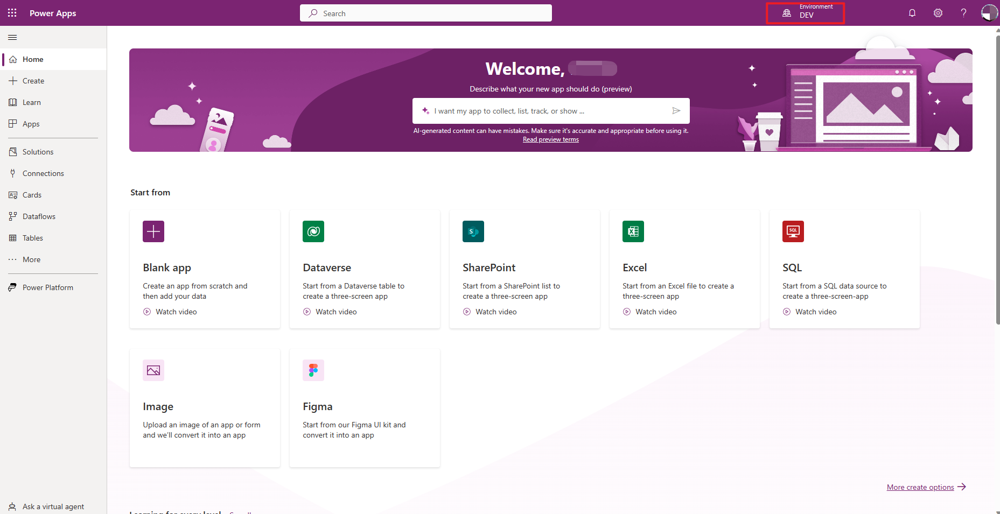 Power Apps
Search
Environment
DEV
Home
Create
Learn
Apps
Solutions
Connections
Cards
Dataflows
Tables
More
Power Platform
Ask a virtual agent
Welcome,
Describe what your new app should do (preview)
I want my app to collect, list, track, or show ...
AI-generated content can have mistakes. Make sure it's accurate and appropriate before using it.
Read preview terms
Start from
Blank app
Create an app from scratch and
then add your data
Watch video
Dataverse
Start from a Dataverse table to
create a three-screen app
Watch video
S
SharePoint
Start from a SharePoint list to
create a three-screen app
Watch video
X
Excel
Start from an Excel file to create a
three-screen app
Watch video
SQL
SQL
Start from a SQL data source to
create a three-screen-app
Watch video
Image
Upload an image of an app or form
and we'll convert it into an app
Figma
Start from our Figma UI kit and
convert it into an app
More create options
Learning for every level